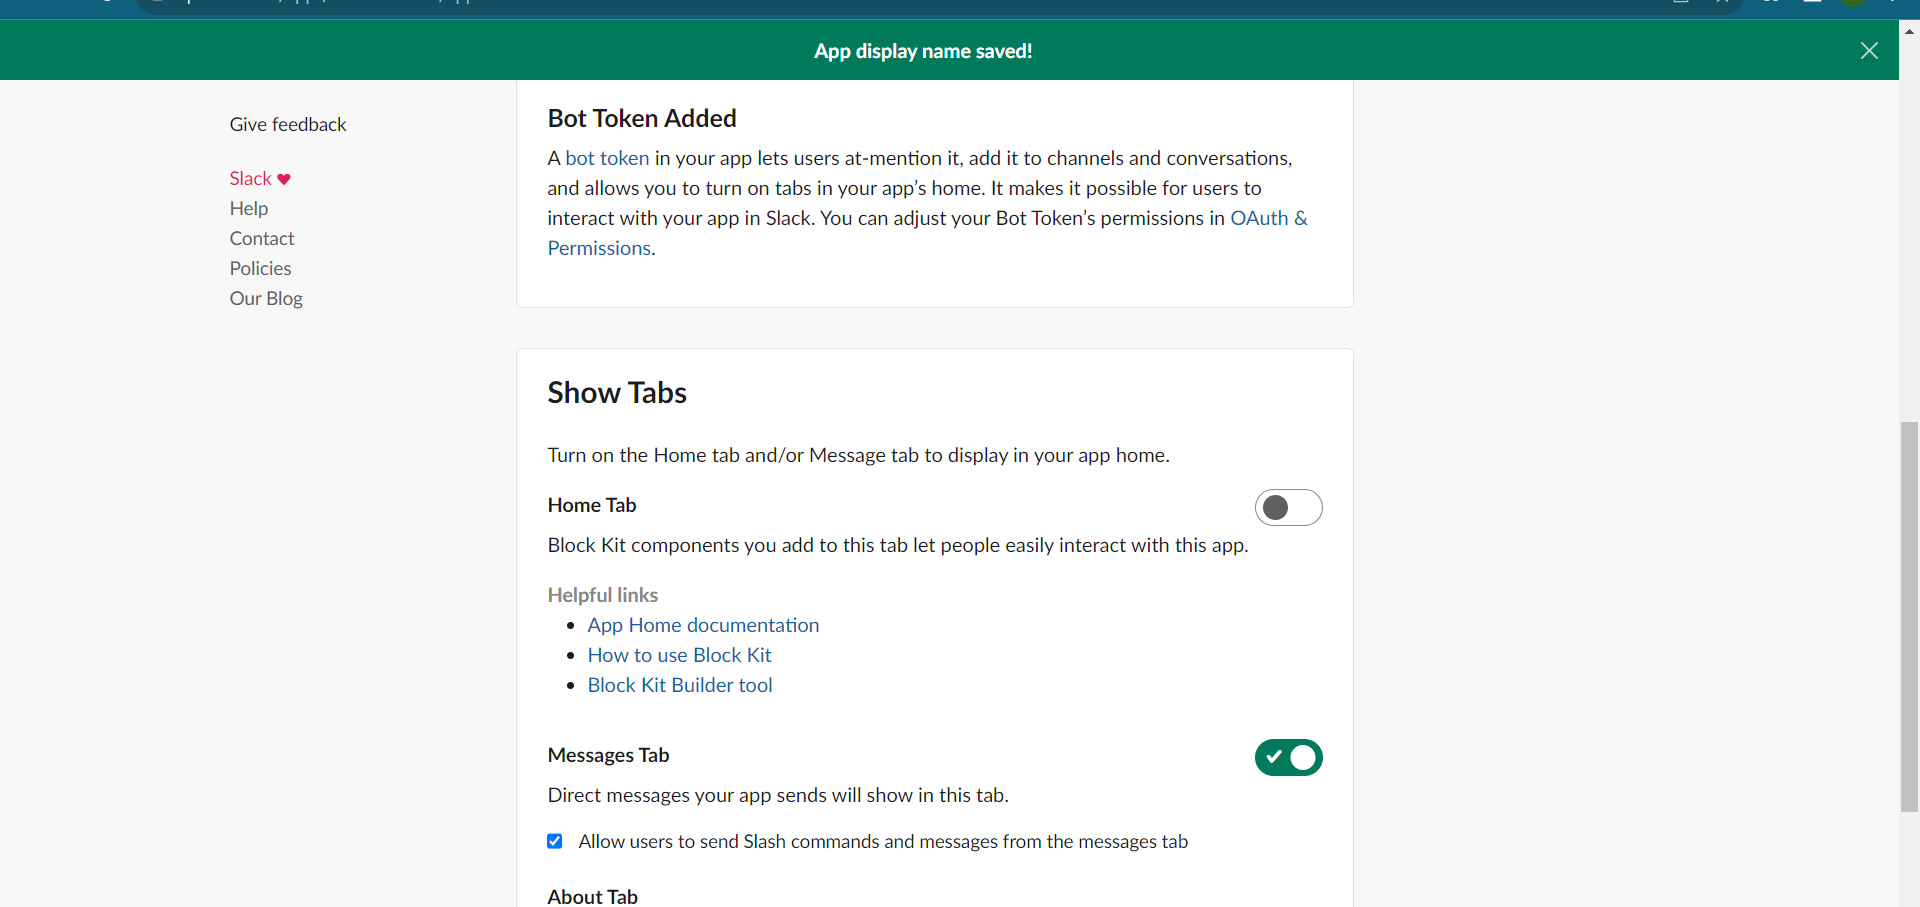 App display name saved!
Give feedback
Slack
Help
Contact
Policies
Our Blog
Bot Token Added
A bot token in your app lets users at-mention it, add it to channels and conversations,
and allows you to turn on tabs in your app’s home. It makes it possible for users to
interact with your app in Slack. You can adjust your Bot Token’s permissions in OAuth &
Permissions.
Show Tabs
Turn on the Home tab and/or Message tab to display in your app home.
Home Tab
Block Kit components you add to this tab let people easily interact with this app.
Helpful links
App Home documentation
How to use Block Kit
Block Kit Builder tool
Messages Tab
Direct messages your app sends will show in this tab.
Allow users to send Slash commands and messages from the messages tab
About Tab